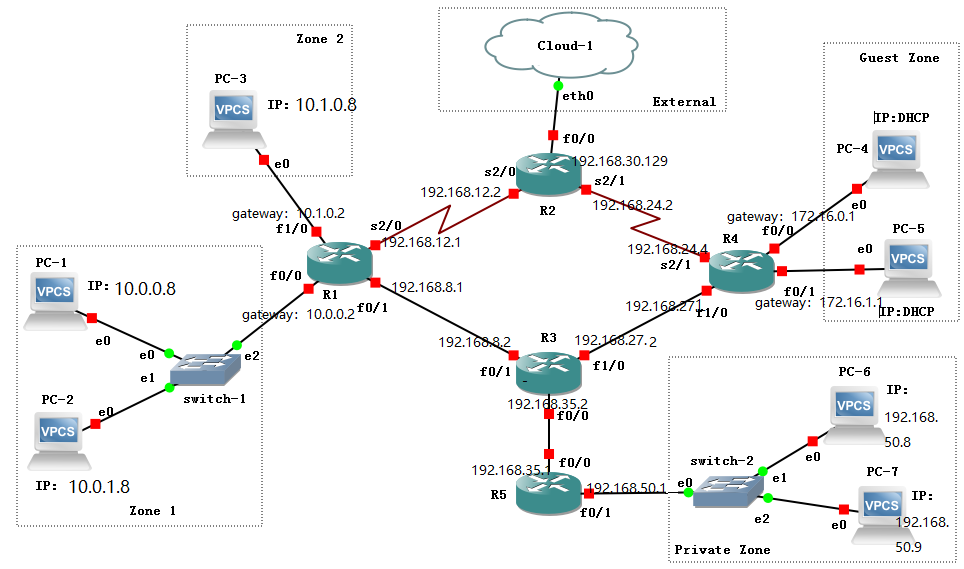 Zone 2
PC-3
VPCS
IP: 10.1.0.8
e0
gateway: 10.1.0.2
f1/0
Cloud-1
eth0
External
f0/0
192.168.30.129
s2/0
s2/1
R2
192.168.12.2
192.168.24.2
s2/0
192.168.12.1
f0/0
R1
f0/1
192.168.8.1
gateway: 10.0.0.2
Guest Zone
IP:DHCP
PC-4
VPCS
e0
gateway: 172.16.0.1
f0/0
R4
192.168.24.4
s2/1
PC-5
e0
VPCS
f0/1
gateway: 172.16.1.1
IP:DHCP
192.168.271
f1/0
PC-1
VPCS
IP: 10.0.0.8
e0
e0
e1
e2
switch-1
PC-2
e0
VPCS
IP: 10.0.1.8
Zone 1
192.168.8.2
R3
192.168.27.2
f0/1
f1/0
192.168.35.2
f0/0
f0/0
R5
192.168.50.1
f0/1
switch-2
e0
e1
e2
PC-6
VPCS
IP:
192.168.
50.8
e0
PC-7
VPCS
IP:
192.168.
50.9
e0
Private Zone